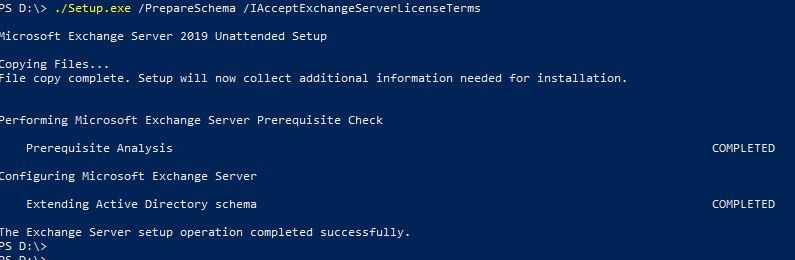 PS D:\> ./Setup.exe /PrepareSchema /IAcceptExchangeServerLicenseTerms
Microsoft Exchange Server 2019 Unattended Setup
Copying Files...
File copy complete. Setup will now collect additional information needed for installation.
Performing Microsoft Exchange Server Prerequisite Check
Prerequisite Analysis COMPLETED
Configuring Microsoft Exchange Server
Extending Active Directory schema COMPLETED
The Exchange Server setup operation completed successfully.
PS D:\>
PS D:\>